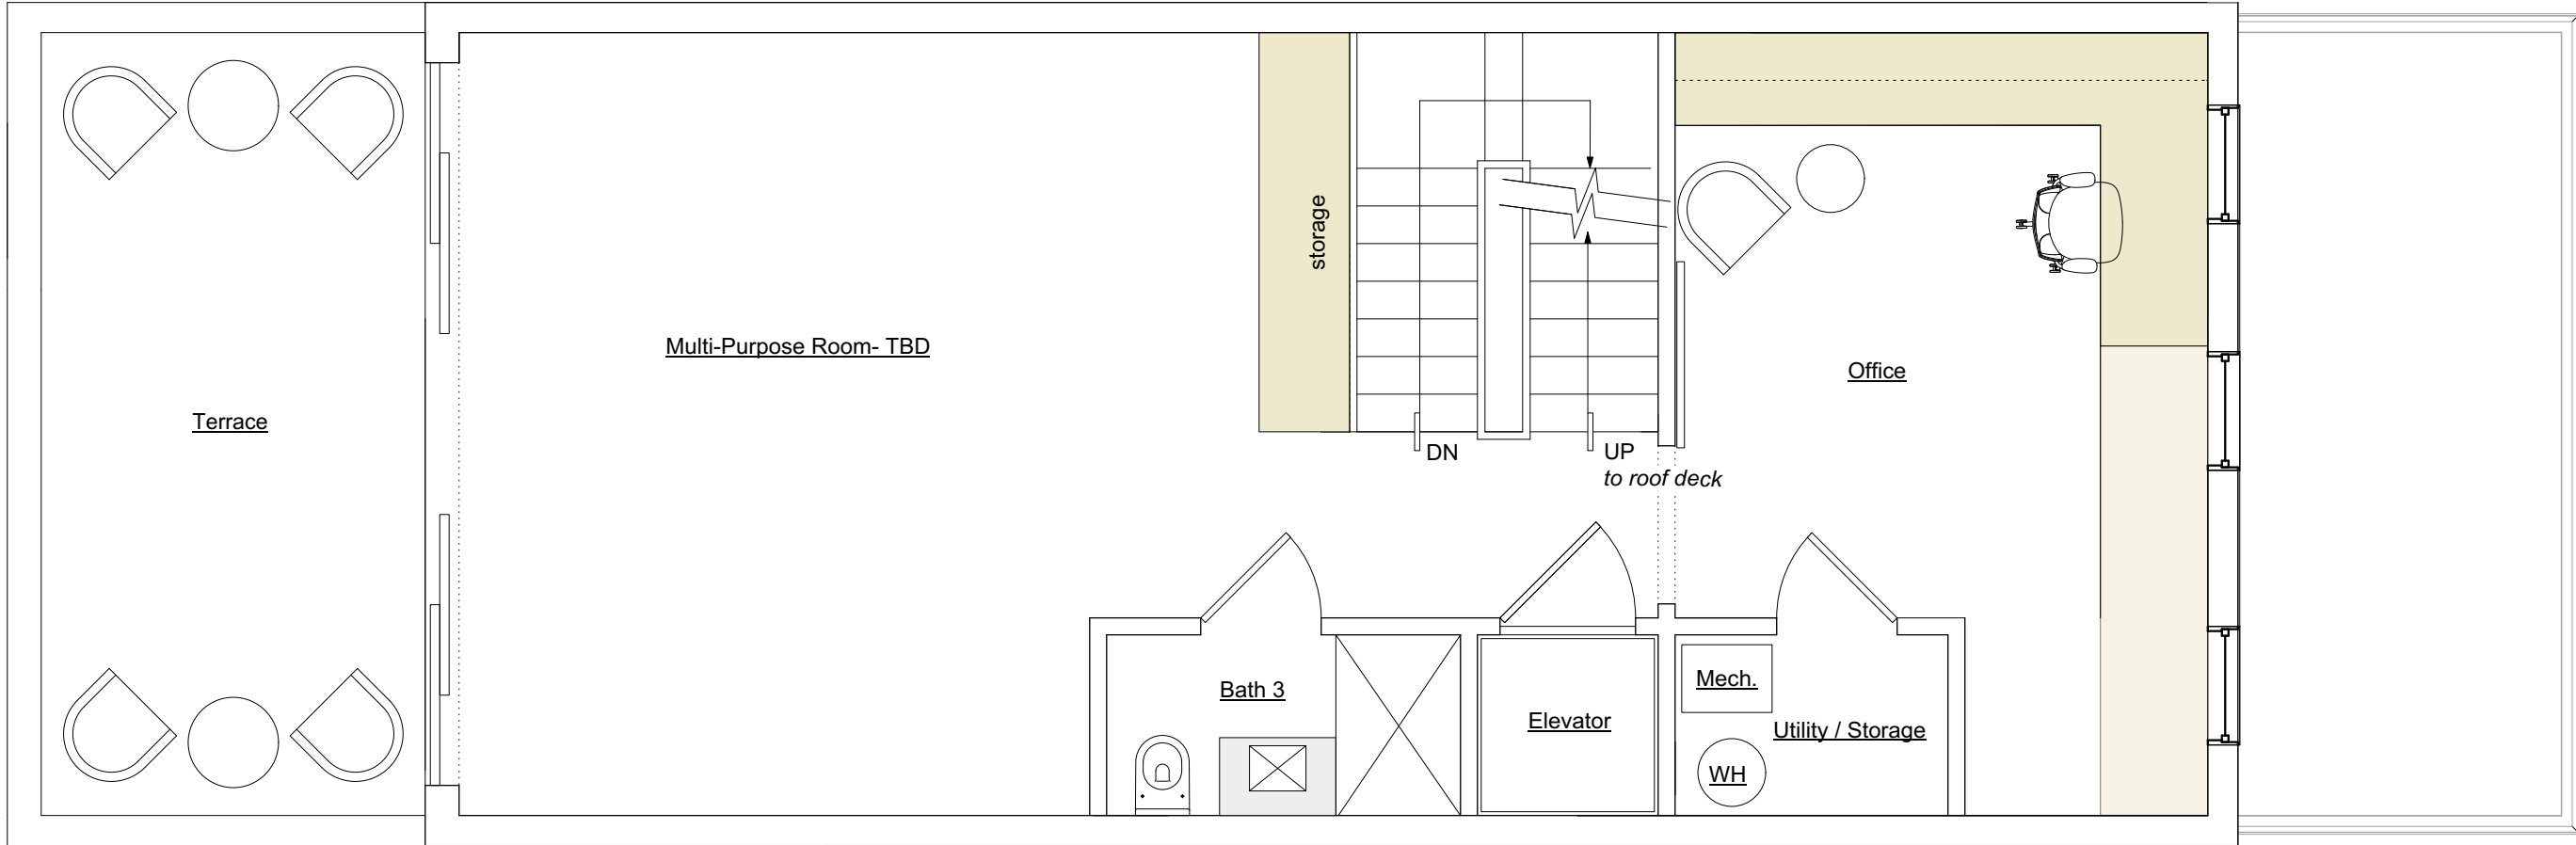 storage
Multi-Purpose Room- TBD
Office
Terrace
DN
UP
to roof deck
Bath 3
Mech.
Elevator
Utility / Storage
WH